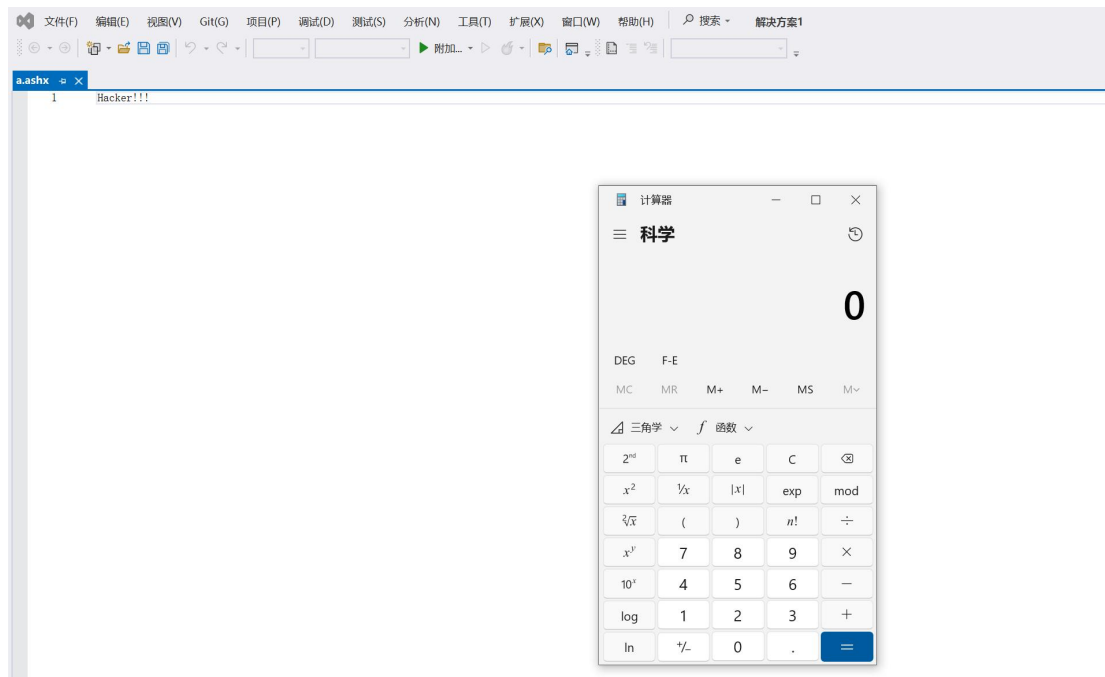 文件(F) 编辑(E) 视图(V) Git(G) 项目(P) 调试(D) 测试(S) 分析(N) 工具(T) 扩展(X) 窗口(W) 帮助(H) 搜索 解决方案1
附加...
a.ashx
1 Hacker!!!
计算器
科学
0
DEG F-E
MC MR M+ M- MS M
三角学 f 函数
2ⁿᵈ π e C
x² ¹/x |x| exp mod
²√x ( ) n! ÷
xʸ 7 8 9 ×
10ˣ 4 5 6 −
log 1 2 3 +
ln +/− 0 . =